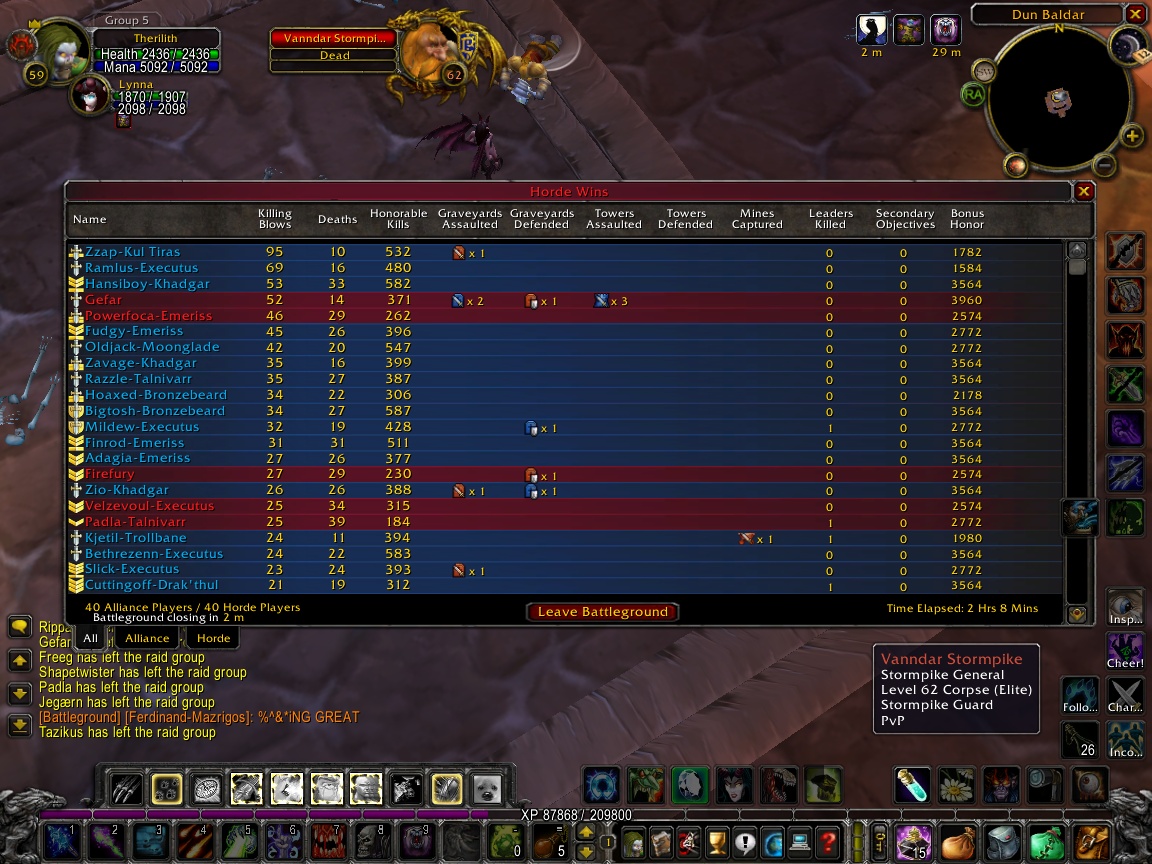 Group 5
Therilith
Health 2436 / 2436
Mana 5092 / 5092
59
Lynna
1870 / 1907
2098 / 2098
Vanndar Stormpi...
Dead
62
2 m
29 m
Dun Baldar
N
SW
RA
Horde Wins
Name Killing Blows Deaths Honorable Kills Graveyards Assaulted Graveyards Defended Towers Assaulted Towers Defended Mines Captured Leaders Killed Secondary Objectives Bonus Honor
Zzap-Kul Tiras 95 10 532 x 1 0 0 1782
Ramlus-Executus 69 16 480 0 0 1584
Hansiboy-Khadgar 53 33 582 0 0 3564
Gefar 52 14 371 x 2 x 1 x 3 0 0 3960
Powerfoca-Emeriss 46 29 262 0 0 2574
Fudgy-Emeriss 45 26 396 0 0 2772
Oldjack-Moonglade 42 20 547 0 0 2772
Zavage-Khadgar 35 16 399 0 0 3564
Razzle-Talnivarr 35 27 387 0 0 3564
Hoaxed-Bronzebeard 34 22 306 0 0 2178
Bigtosh-Bronzebeard 34 27 587 0 0 3564
Mildew-Executus 32 19 428 x 1 1 0 2772
Finrod-Emeriss 31 31 511 0 0 3564
Adagia-Emeriss 27 26 377 0 0 3564
Firefury 27 29 230 x 1 0 0 2574
Zio-Khadgar 26 26 388 x 1 x 1 0 0 3564
Velzevoul-Executus 25 34 315 0 0 2574
Padla-Talnivarr 25 39 184 1 0 2772
Kjetil-Trollbane 24 11 394 x 1 1 0 1980
Bethrezenn-Executus 24 22 583 0 0 3564
Slick-Executus 23 24 393 x 1 0 0 2772
Cuttingoff-Drak'thul 21 19 312 1 0 3564
40 Alliance Players / 40 Horde Players
Battleground closing in 2 m
Leave Battleground
Time Elapsed: 2 Hrs 8 Mins
All Alliance Horde
Freeg has left the raid group
Shapetwister has left the raid group
Padla has left the raid group
Jegærn has left the raid group
[Battleground] [Ferdinand-Mazrigos]: %^&*iNG GREAT
Tazikus has left the raid group
Vanndar Stormpike
Stormpike General
Level 62 Corpse (Elite)
Stormpike Guard
PvP
Insp...
Cheer!
Follo... Char...
26 Inco...
XP 87868 / 209800
1 2 3 4 5 6 7 8 9 - =
0 5
1
15